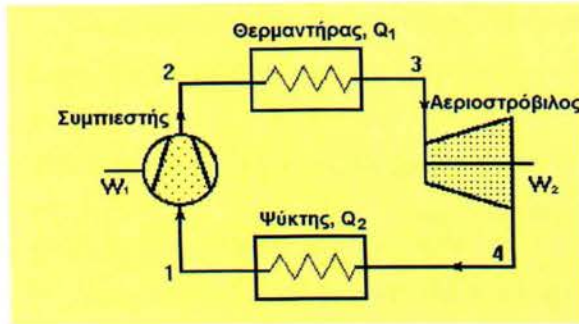 Θερμαντήρας, Q1
2
3
Συμπιεστής
Αεριοστρόβιλος
W1
W2
Ψύκτης, Q2
1
4